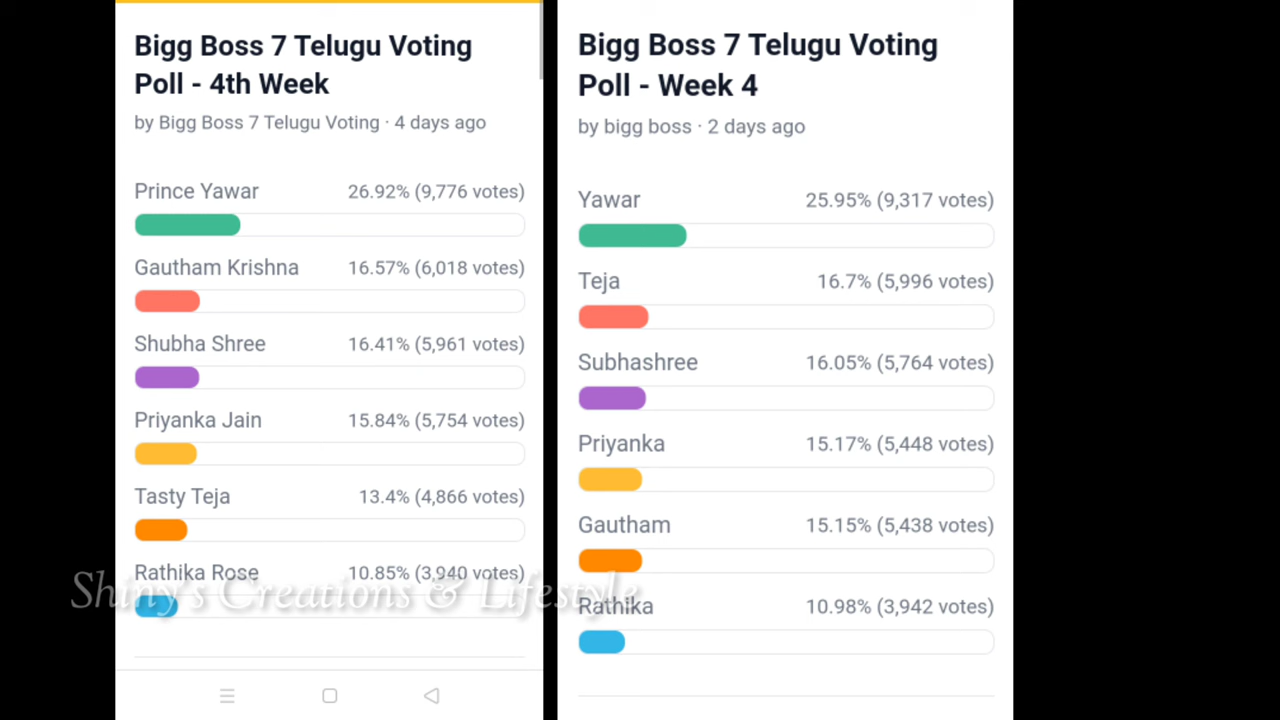 Bigg Boss 7 Telugu Voting
Poll - 4th Week
by Bigg Boss 7 Telugu Voting · 4 days ago
Prince Yawar 26.92% (9,776 votes)
Gautham Krishna 16.57% (6,018 votes)
Shubha Shree 16.41% (5,961 votes)
Priyanka Jain 15.84% (5,754 votes)
Tasty Teja 13.4% (4,866 votes)
Rathika Rose 10.85% (3,940 votes)
Bigg Boss 7 Telugu Voting
Poll - Week 4
by bigg boss · 2 days ago
Yawar 25.95% (9,317 votes)
Teja 16.7% (5,996 votes)
Subhashree 16.05% (5,764 votes)
Priyanka 15.17% (5,448 votes)
Gautham 15.15% (5,438 votes)
Rathika 10.98% (3,942 votes)
Shiny's Creations & Lifestyle